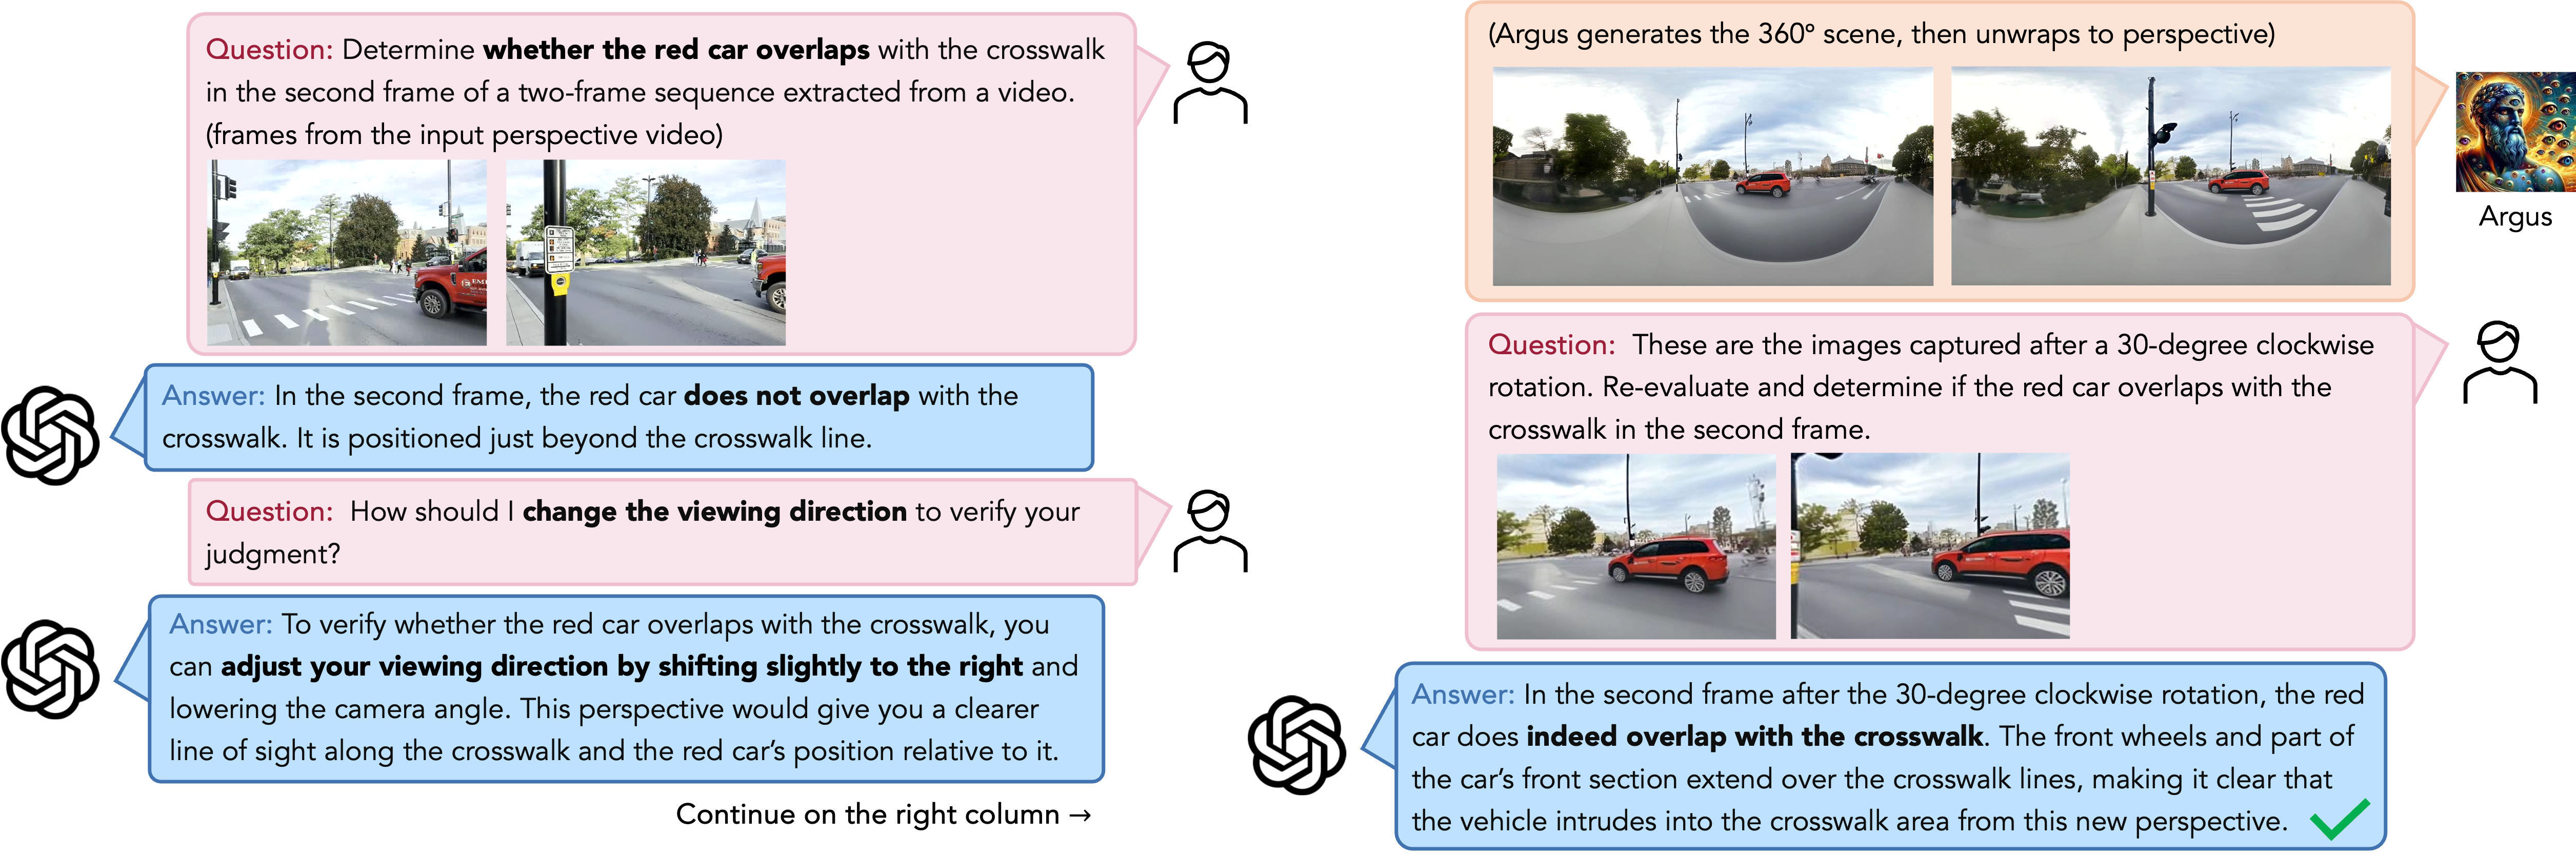 Question: Determine whether the red car overlaps with the crosswalk
in the second frame of a two-frame sequence extracted from a video.
(frames from the input perspective video)
Answer: In the second frame, the red car does not overlap with the
crosswalk. It is positioned just beyond the crosswalk line.
Question: How should I change the viewing direction to verify your
judgment?
Answer: To verify whether the red car overlaps with the crosswalk, you
can adjust your viewing direction by shifting slightly to the right and
lowering the camera angle. This perspective would give you a clearer
line of sight along the crosswalk and the red car's position relative to it.
Continue on the right column →
(Argus generates the 360º scene, then unwraps to perspective)
Argus
Question: These are the images captured after a 30-degree clockwise
rotation. Re-evaluate and determine if the red car overlaps with the
crosswalk in the second frame.
Answer: In the second frame after the 30-degree clockwise rotation, the red
car does indeed overlap with the crosswalk. The front wheels and part of
the car's front section extend over the crosswalk lines, making it clear that
the vehicle intrudes into the crosswalk area from this new perspective.